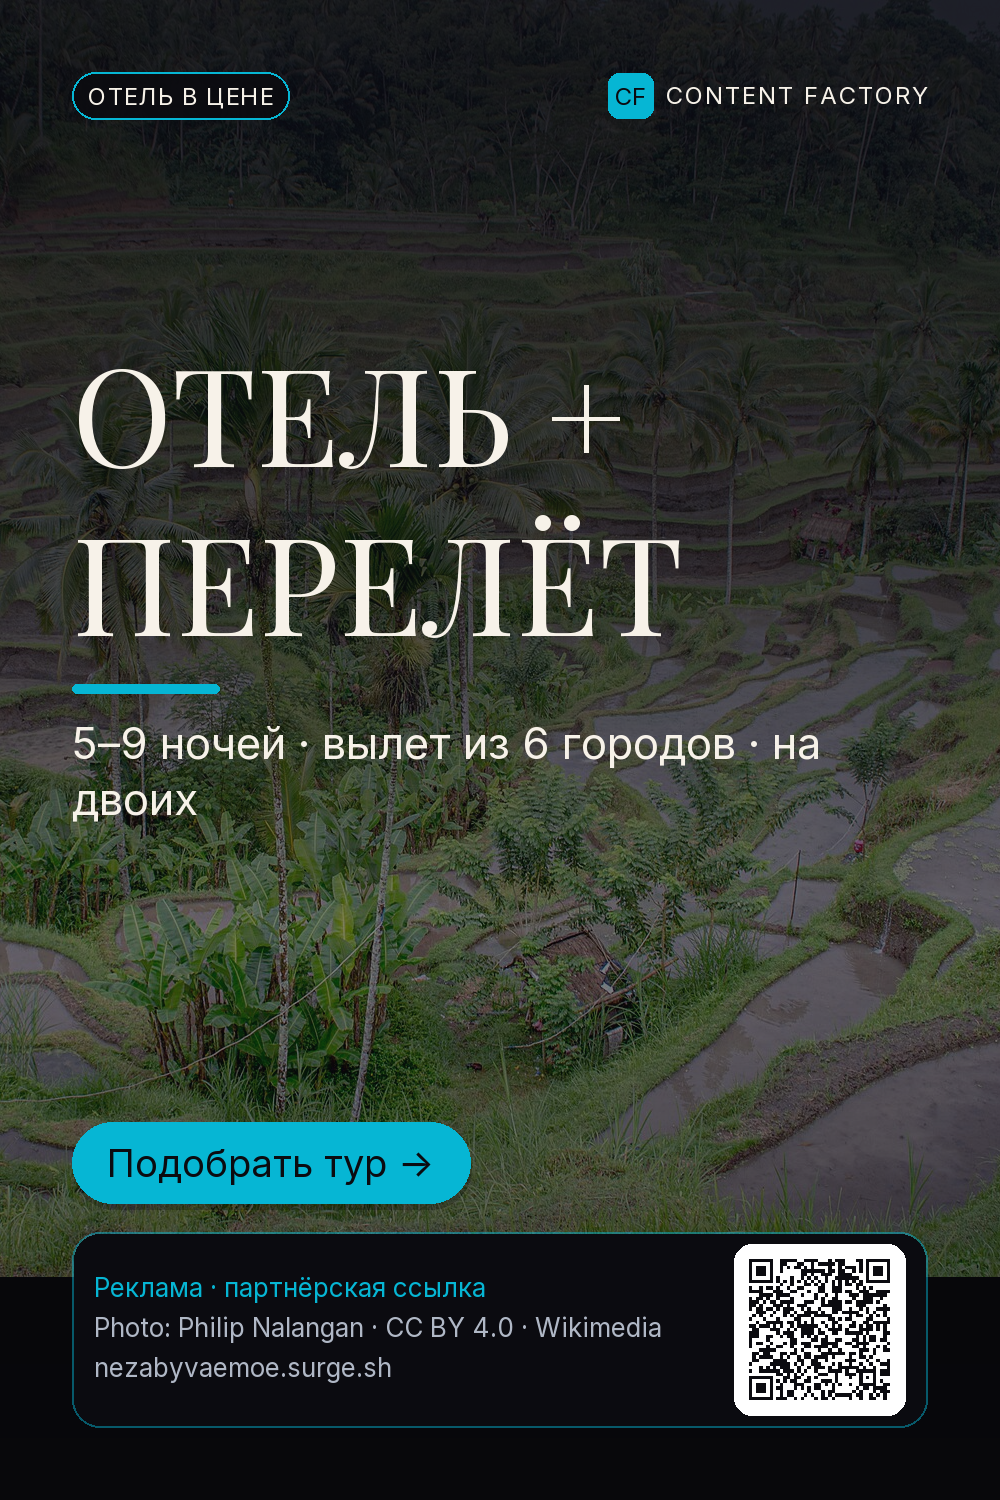 ОТЕЛЬ В ЦЕНЕ
CF CONTENT FACTORY
ОТЕЛЬ +
ПЕРЕЛЁТ
5–9 ночей · вылет из 6 городов · на
двоих
Подобрать тур →
Реклама · партнёрская ссылка
Photo: Philip Nalangan · CC BY 4.0 · Wikimedia
nezabyvaemoe.surge.sh